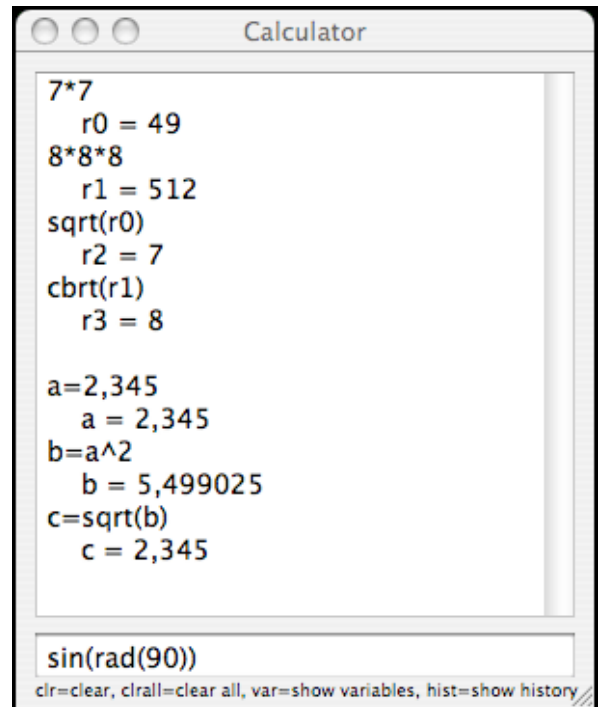 Calculator
7*7
r0 = 49
8*8*8
r1 = 512
sqrt(r0)
r2 = 7
cbrt(r1)
r3 = 8
a=2,345
a = 2,345
b=a^2
b = 5,499025
c=sqrt(b)
c = 2,345
sin(rad(90))
clr=clear, clrall=clear all, var=show variables, hist=show history